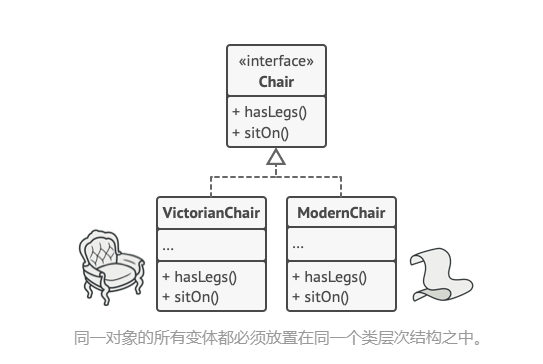 «interface»
Chair
+ hasLegs()
+ sitOn()
VictorianChair
...
+ hasLegs()
+ sitOn()
ModernChair
...
+ hasLegs()
+ sitOn()
同一对象的所有变体都必须放置在同一个类层次结构之中。